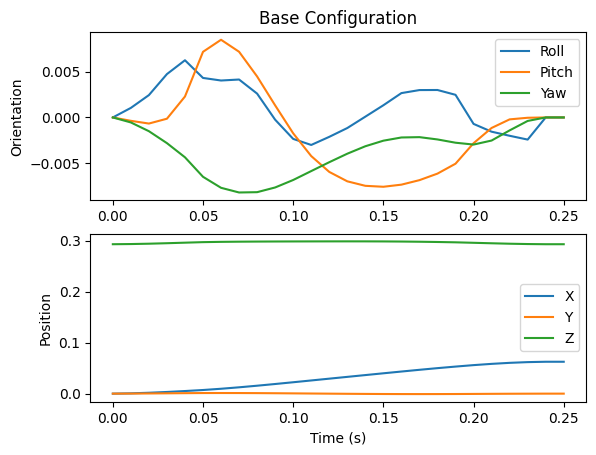 Base Configuration
Orientation
0.005
0.000
−0.005
Roll
Pitch
Yaw
0.00 0.05 0.10 0.15 0.20 0.25
Position
0.3
0.2
0.1
0.0
X
Y
Z
0.00 0.05 0.10 0.15 0.20 0.25
Time (s)